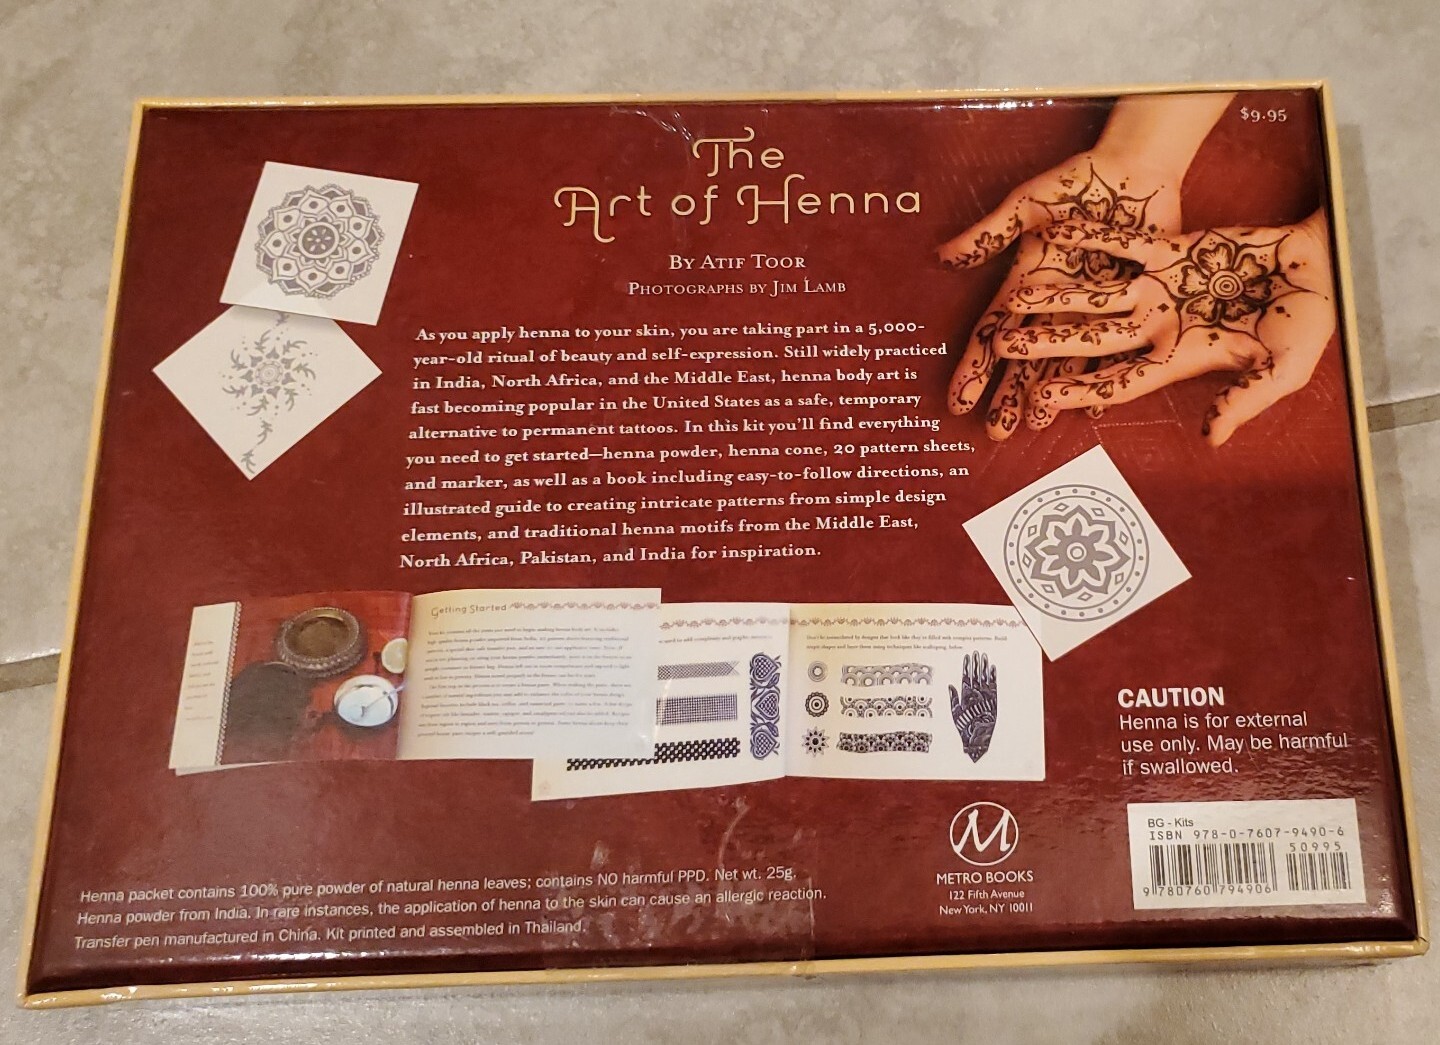 $9.95
The
Art of Henna
By Atif Toor
Photographs by Jim Lamb
As you apply henna to your skin, you are taking part in a 5,000-
year-old ritual of beauty and self-expression. Still widely practiced
in India, North Africa, and the Middle East, henna body art is
fast becoming popular in the United States as a safe, temporary
alternative to permanent tattoos. In this kit you'll find everything
you need to get started—henna powder, henna cone, 20 pattern sheets,
and marker, as well as a book including easy-to-follow directions, an
illustrated guide to creating intricate patterns from simple design
elements, and traditional henna motifs from the Middle East,
North Africa, Pakistan, and India for inspiration.
Getting Started
CAUTION
Henna is for external
use only. May be harmful
if swallowed.
Henna packet contains 100% pure powder of natural henna leaves; contains NO harmful PPD. Net wt. 25g.
Henna powder from India. In rare instances, the application of henna to the skin can cause an allergic reaction.
Transfer pen manufactured in China. Kit printed and assembled in Thailand.
M
METRO BOOKS
122 Fifth Avenue
New York, NY 10011
BG - Kits
ISBN 978-0-7607-9490-6
50995
9 780760 794906